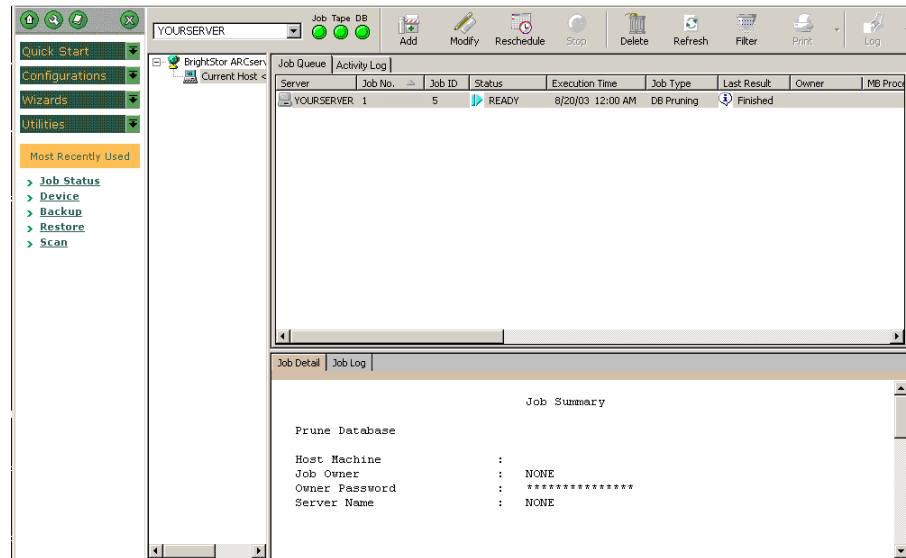 Job Tape DB
YOURSERVER
Add Modify Reschedule Stop Delete Refresh Filter Print Log
Quick Start
Configurations
Wizards
Utilities
Most Recently Used
Job Status
Device
Backup
Restore
Scan
BrightStor ARCserv
Current Host <
Job Queue Activity Log
Server Job No. Job ID Status Execution Time Job Type Last Result Owner MB Proce
YOURSERVER 1 5 READY 8/20/03 12:00 AM DB Pruning Finished
Job Detail Job Log
Job Summary
Prune Database
Host Machine :
Job Owner : NONE
Owner Password : ***************
Server Name : NONE